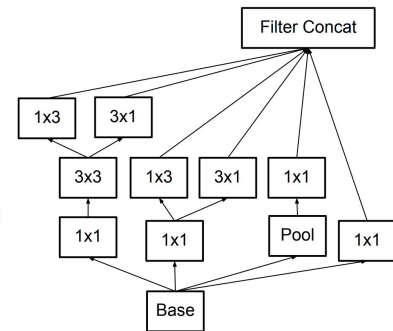 Filter Concat
1x3 3x1
3x3 1x3 3x1 1x1
1x1 1x1 Pool 1x1
Base